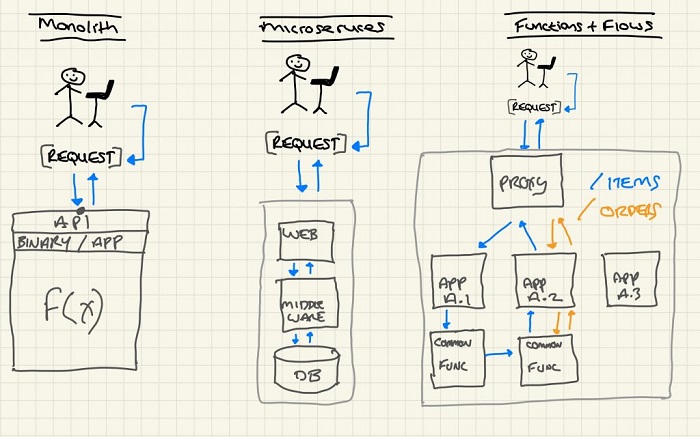 Monolith
[REQUEST]
API
BINARY / APP
F(x)
Microservices
[REQUEST]
WEB
MIDDLE
WARE
DB
Functions + Flows
[REQUEST]
PROXY
/ITEMS
/ORDERS
APP
A.1
APP
A.2
APP
A.3
COMMON
FUNC
COMMON
FUNC